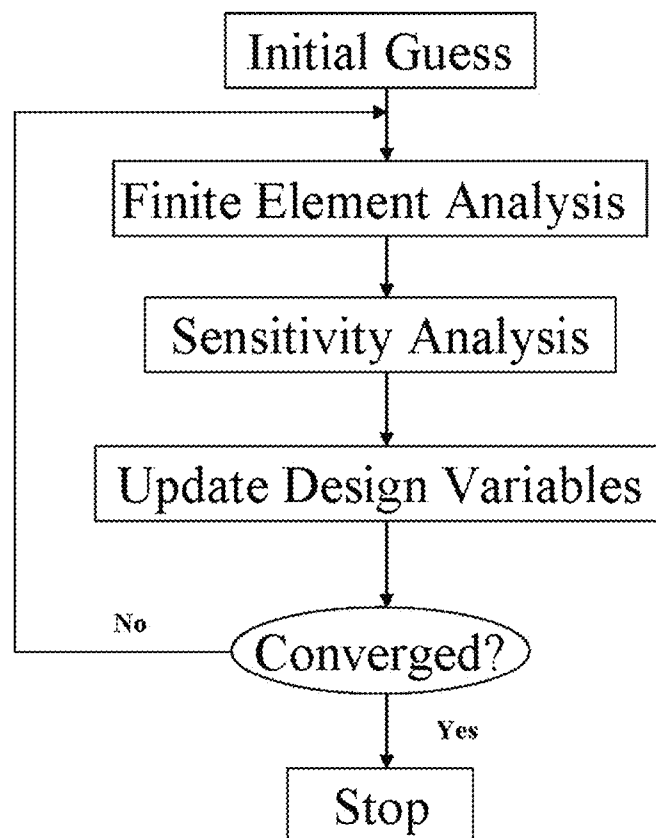 Initial Guess
Finite Element Analysis
Sensitivity Analysis
Update Design Variables
No
Converged?
Yes
Stop